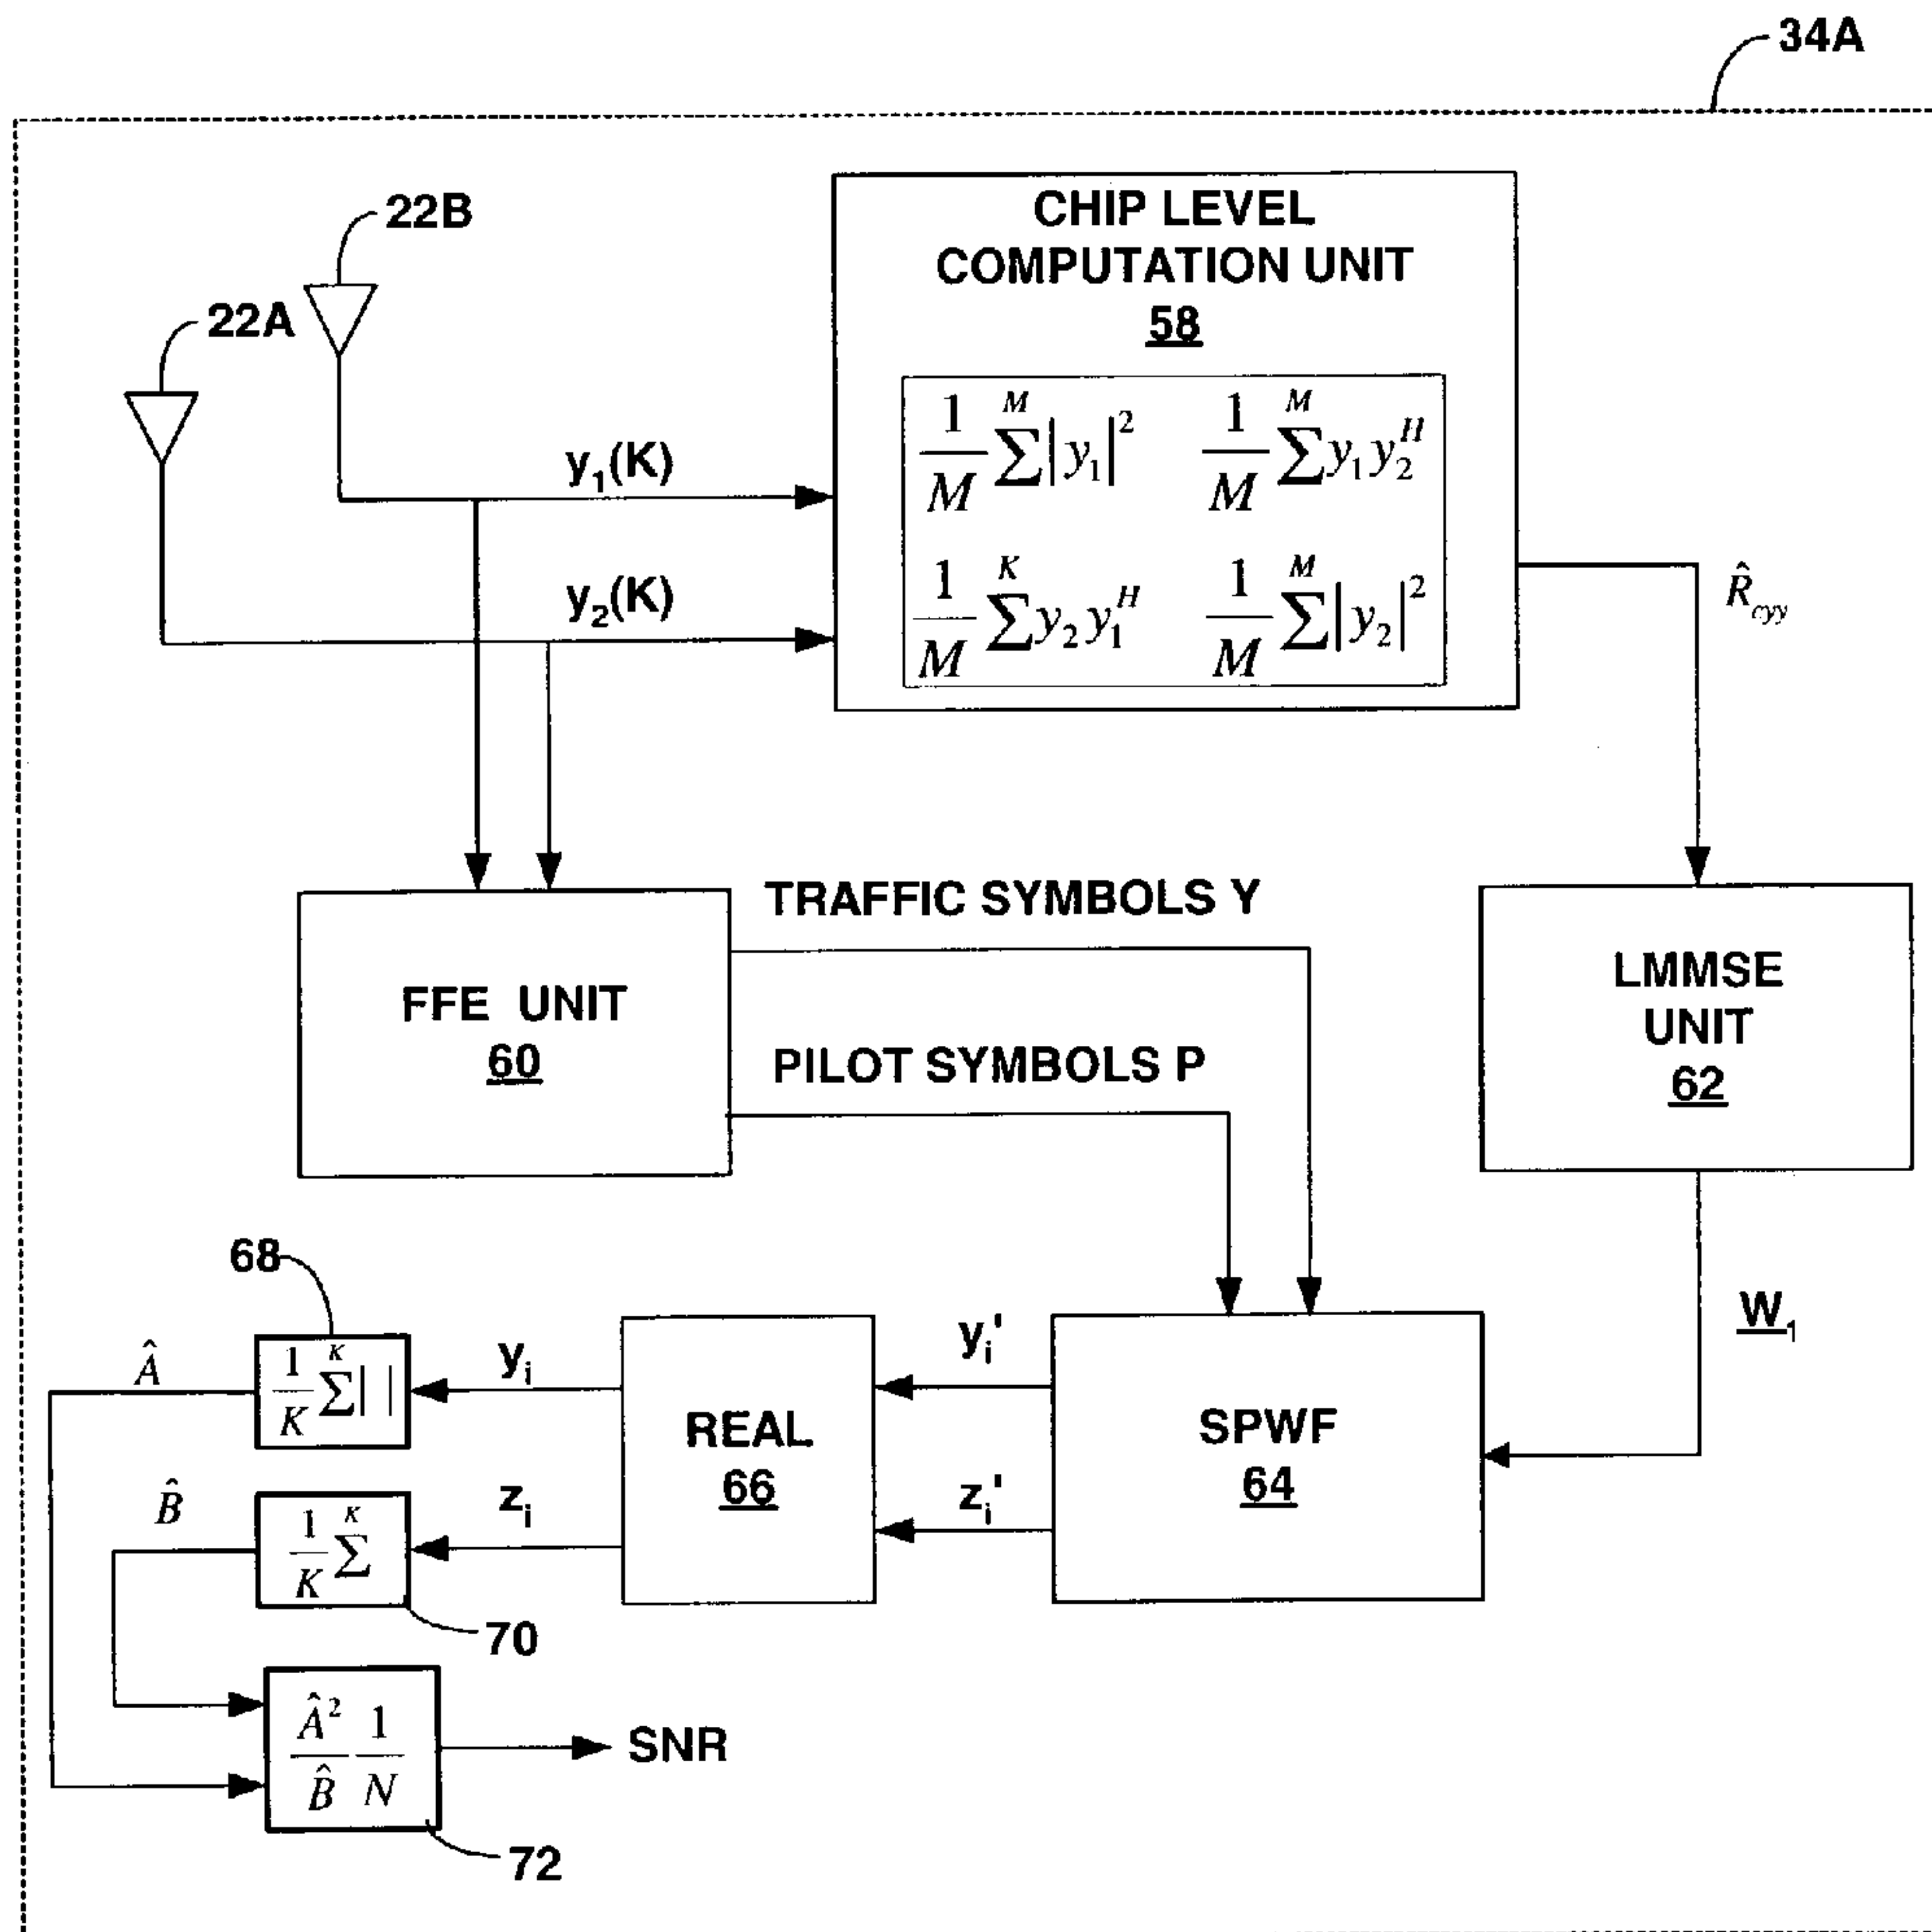 34A
22B
22A
CHIP LEVEL
COMPUTATION UNIT
58
1/M Σ^M |y₁|² 1/M Σ^M y₁ y₂^H
1/M Σ^K y₂ y₁^H 1/M Σ^M |y₂|²
y₁(K)
y₂(K)
R̂cyy
TRAFFIC SYMBOLS Y
FFE UNIT
60
PILOT SYMBOLS P
LMMSE
UNIT
62
68
Â
1/K Σ^K | |
yᵢ
REAL
66
yᵢ'
SPWF
64
W₁
B̂
1/K Σ^K
zᵢ
zᵢ'
70
Â²/B̂ 1/N
SNR
72